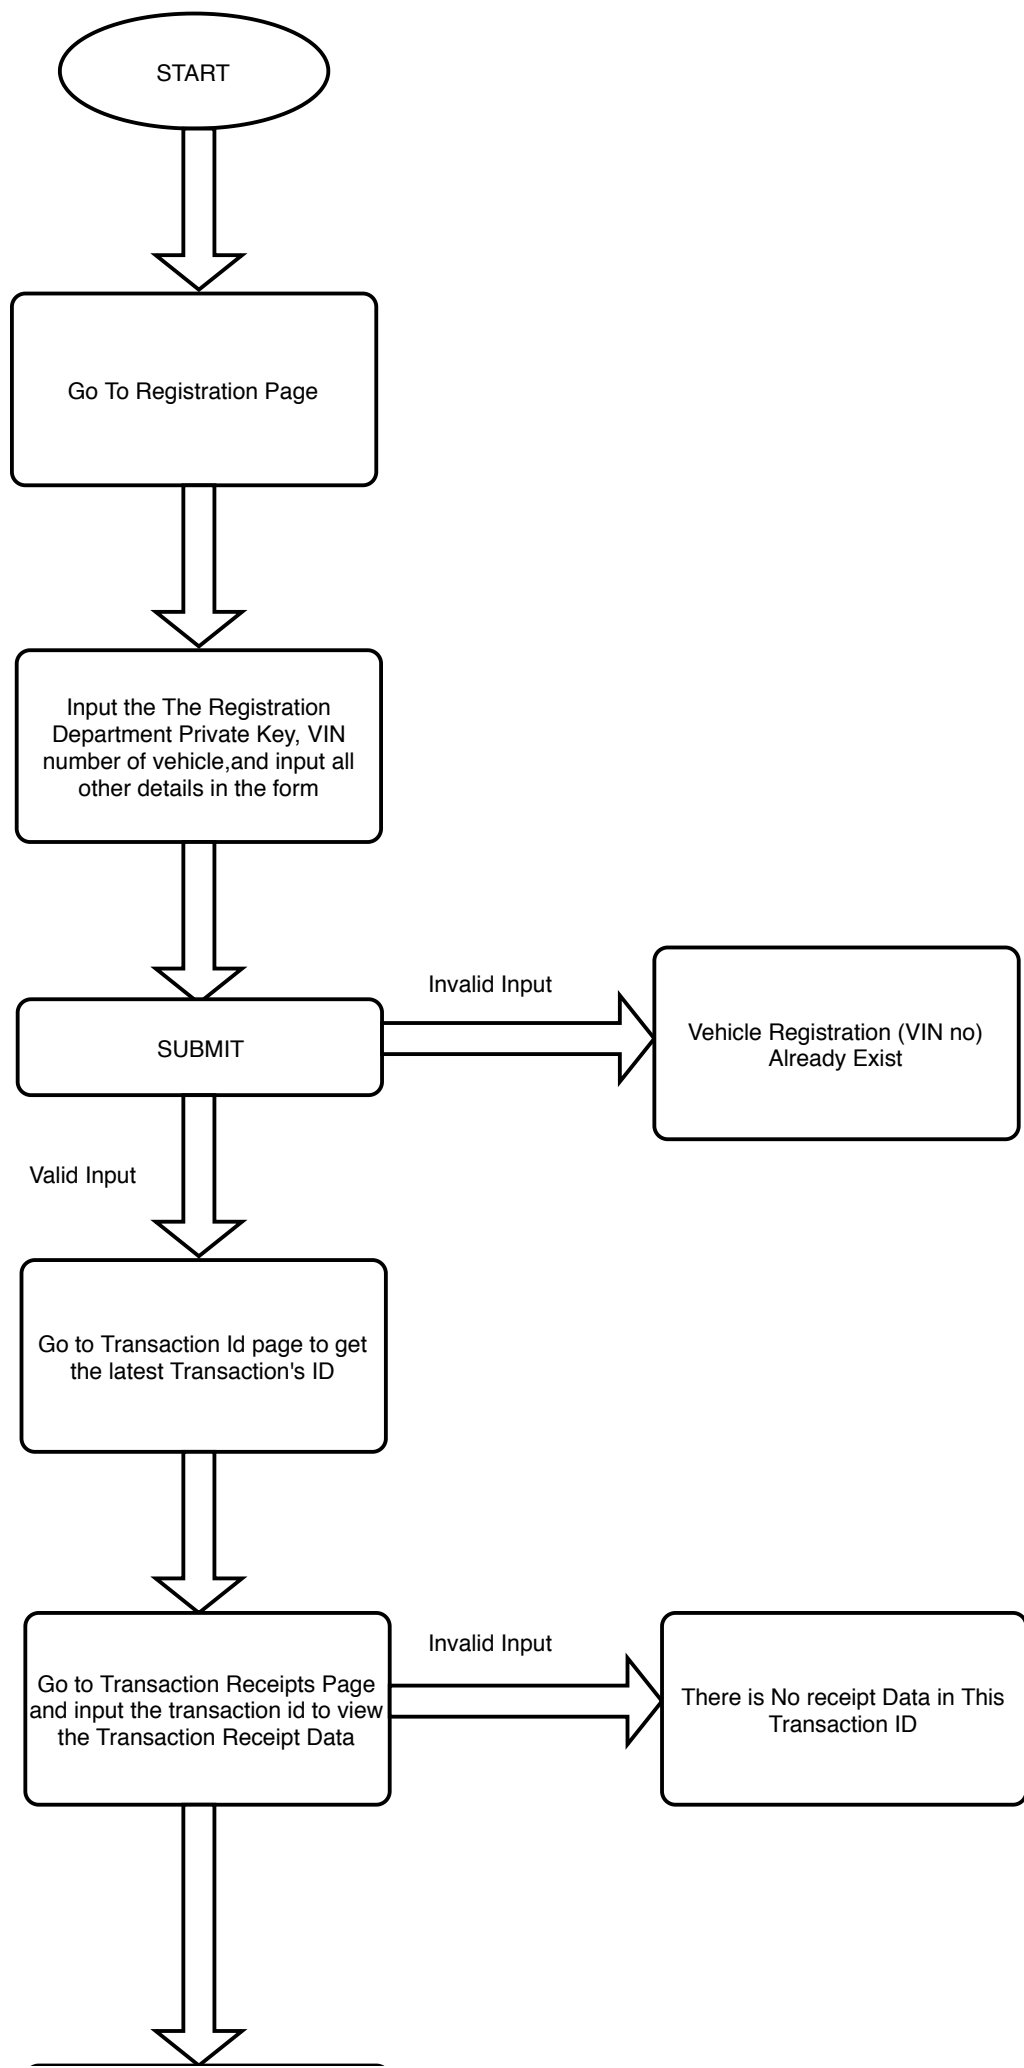 START
Go To Registration Page
Input the The Registration
Department Private Key, VIN
number of vehicle,and input all
other details in the form
SUBMIT
Invalid Input
Vehicle Registration (VIN no)
Already Exist
Valid Input
Go to Transaction Id page to get
the latest Transaction's ID
Go to Transaction Receipts Page
and input the transaction id to view
the Transaction Receipt Data
Invalid Input
There is No receipt Data in This
Transaction ID